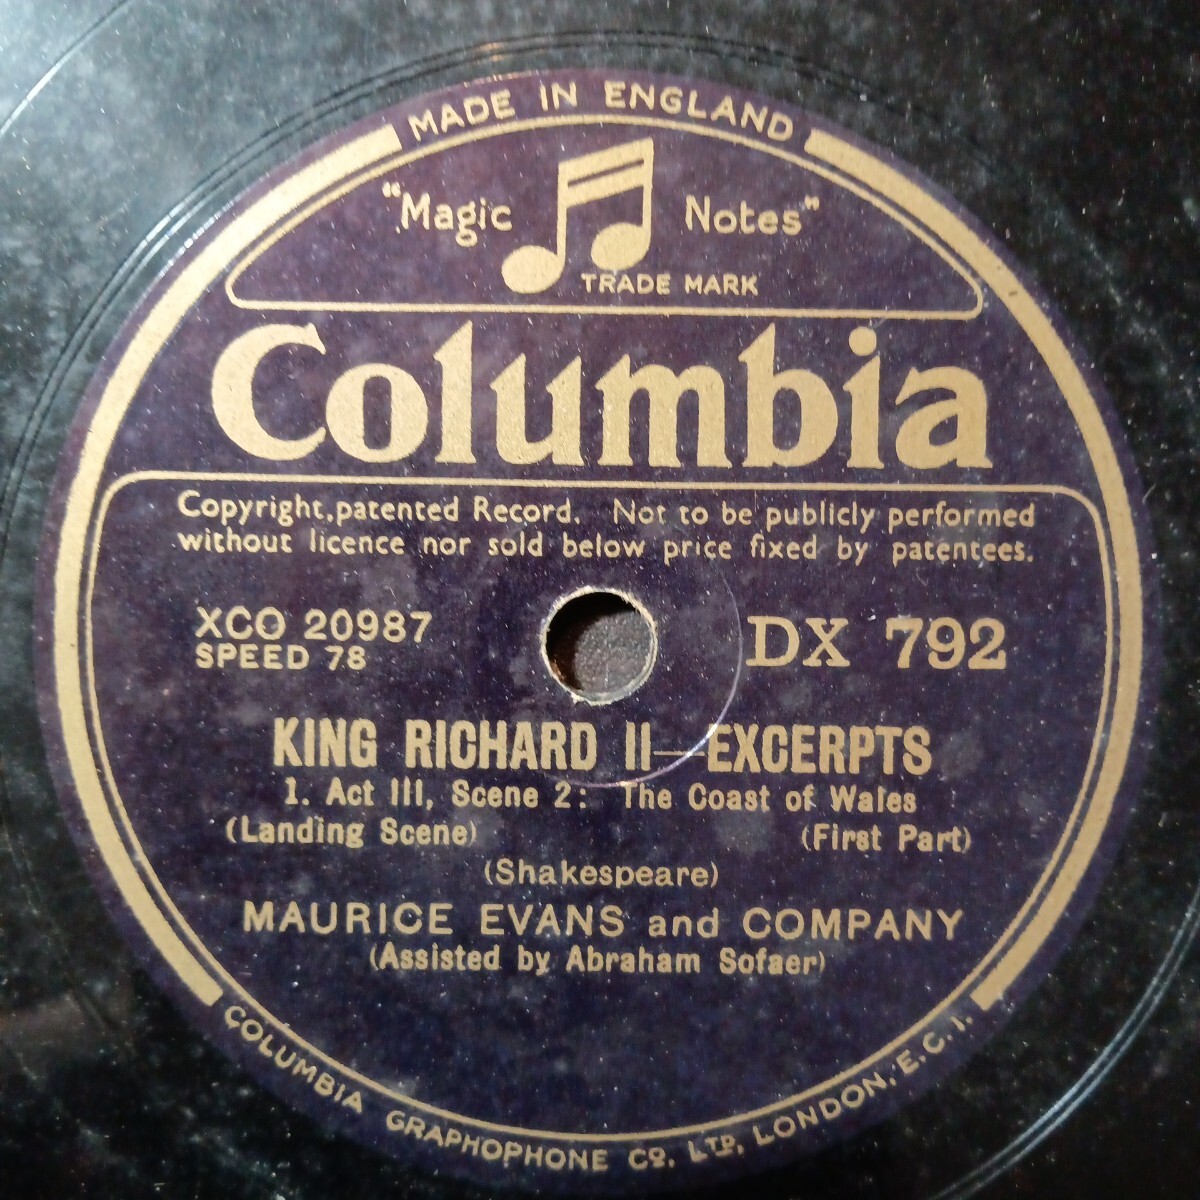 MADE IN ENGLAND
"Magic Notes"
TRADE MARK
Columbia
Copyright,patented Record. Not to be publicly performed
without licence nor sold below price fixed by patentees.
XCO 20987
SPEED 78
DX 792
KING RICHARD II—EXCERPTS
1. Act III, Scene 2: The Coast of Wales
(Landing Scene) (First Part)
(Shakespeare)
MAURICE EVANS and COMPANY
(Assisted by Abraham Sofaer)
COLUMBIA GRAPHOPHONE CO. LTD, LONDON. E.C.1.